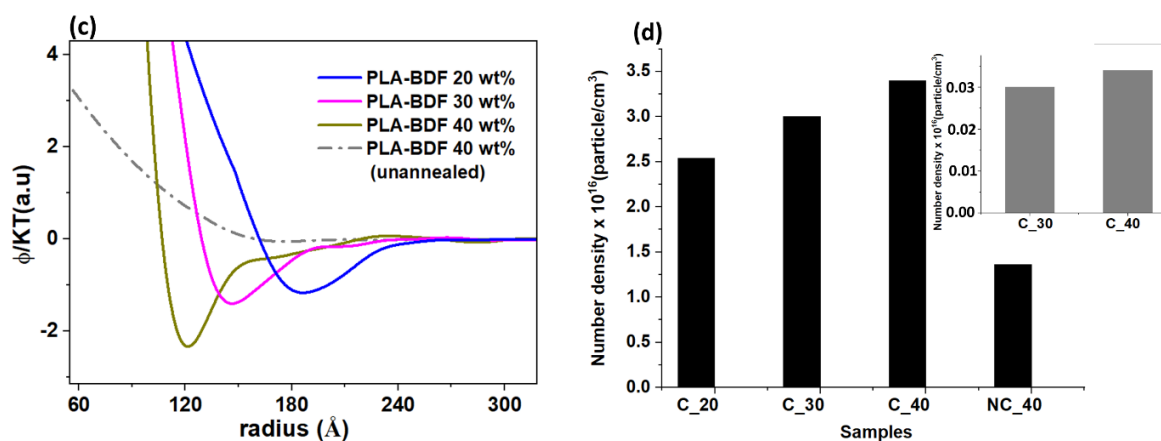 (c)
ϕ/KT(a.u)
4
2
0
-2
PLA-BDF 20 wt%
PLA-BDF 30 wt%
PLA-BDF 40 wt%
PLA-BDF 40 wt%
(unannealed)
60 120 180 240 300
radius (Å)
(d)
Number density x 10¹⁶(particle/cm³)
3.5
3.0
2.5
2.0
1.5
1.0
0.5
0.0
C_20 C_30 C_40 NC_40
Samples
Number density x 10¹⁶(particle/cm³)
0.03
0.02
0.01
0.00
C_30 C_40